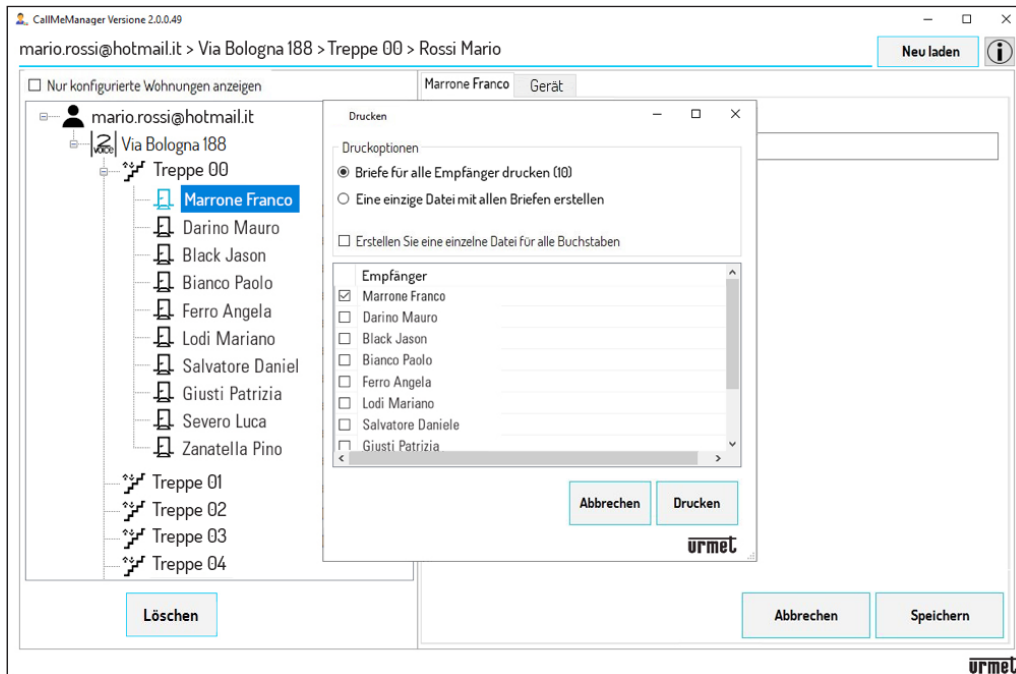 CallMeManager Versione 2.0.0.49
mario.rossi@hotmail.it > Via Bologna 188 > Treppe 00 > Rossi Mario
Neu laden
Nur konfigurierte Wohnungen anzeigen
mario.rossi@hotmail.it
2 voice Via Bologna 188
Treppe 00
Marrone Franco
Darino Mauro
Black Jason
Bianco Paolo
Ferro Angela
Lodi Mariano
Salvatore Daniel
Giusti Patrizia
Severo Luca
Zanatella Pino
Treppe 01
Treppe 02
Treppe 03
Treppe 04
Löschen
Marrone Franco
Gerät
Drucken
Druckoptionen
Briefe für alle Empfänger drucken (10)
Eine einzige Datei mit allen Briefen erstellen
Erstellen Sie eine einzelne Datei für alle Buchstaben
Empfänger
Marrone Franco
Darino Mauro
Black Jason
Bianco Paolo
Ferro Angela
Lodi Mariano
Salvatore Daniele
Giusti Patrizia
Abbrechen
Drucken
urmet
Abbrechen
Speichern
urmet